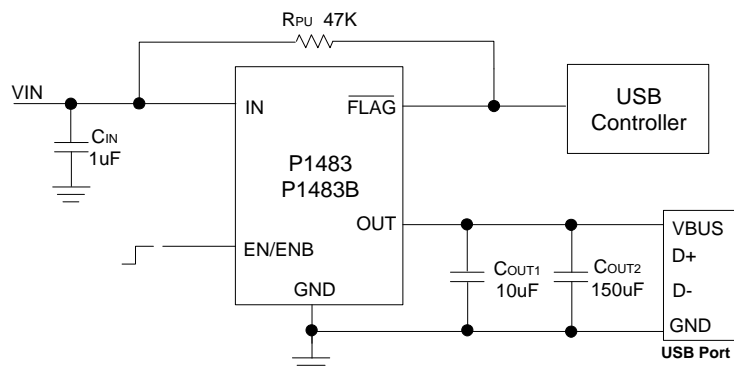 RPU 47K
VIN
CIN
1uF
IN
FLAG
P1483
P1483B
OUT
EN/ENB
GND
USB
Controller
COUT1
10uF
COUT2
150uF
VBUS
D+
D-
GND
USB Port